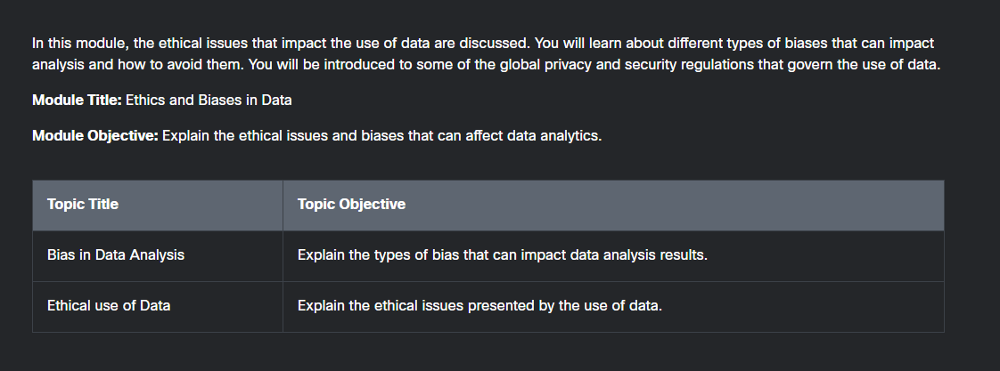 In this module, the ethical issues that impact the use of data are discussed. You will learn about different types of biases that can impact
analysis and how to avoid them. You will be introduced to some of the global privacy and security regulations that govern the use of data.
Module Title: Ethics and Biases in Data
Module Objective: Explain the ethical issues and biases that can affect data analytics.
Topic Title Topic Objective
Bias in Data Analysis Explain the types of bias that can impact data analysis results.
Ethical use of Data Explain the ethical issues presented by the use of data.